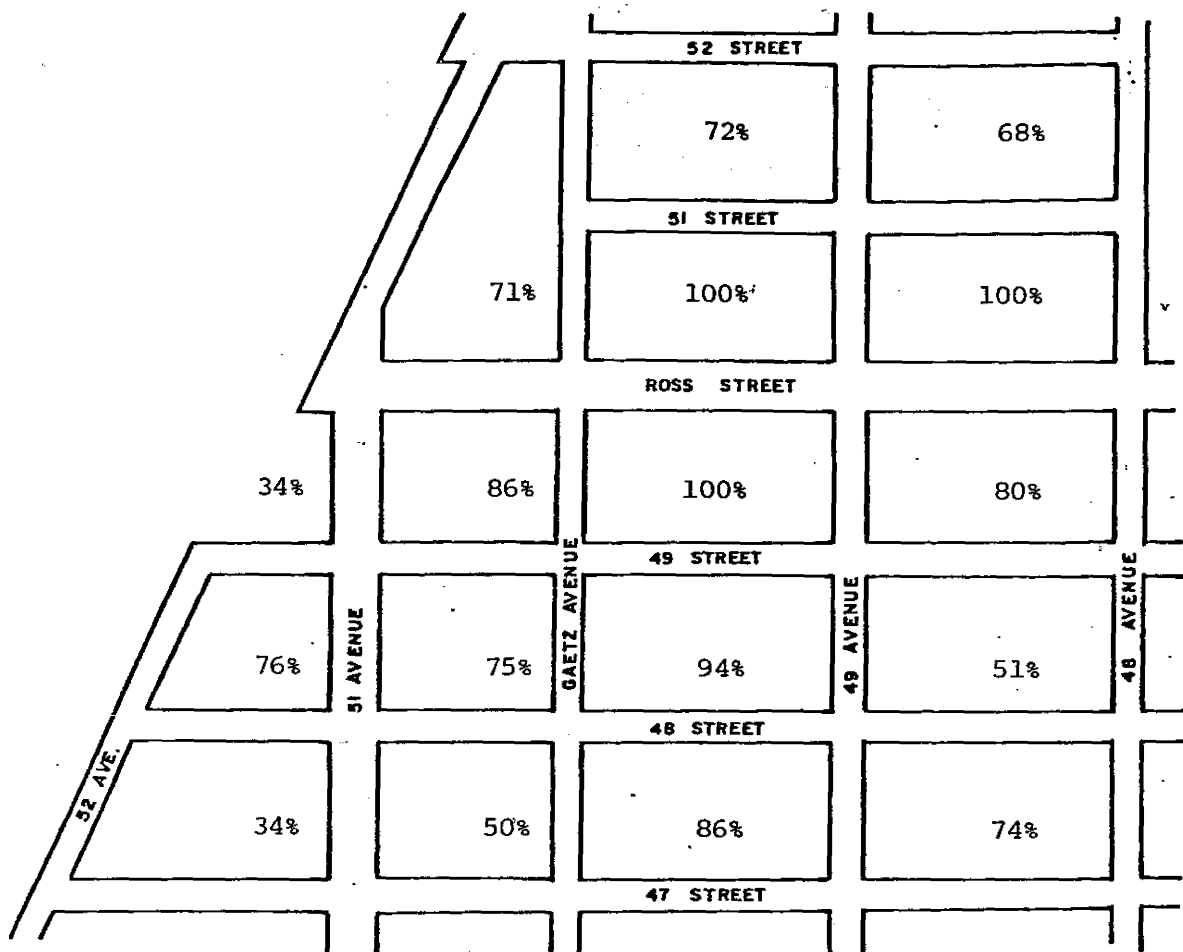 52 STREET
72%
68%
51 STREET
71%
100%
100%
ROSS STREET
34%
86%
100%
80%
49 STREET
GAETZ AVENUE
49 AVENUE
48 AVENUE
51 AVENUE
76%
75%
94%
51%
48 STREET
52 AVE.
34%
50%
86%
74%
47 STREET